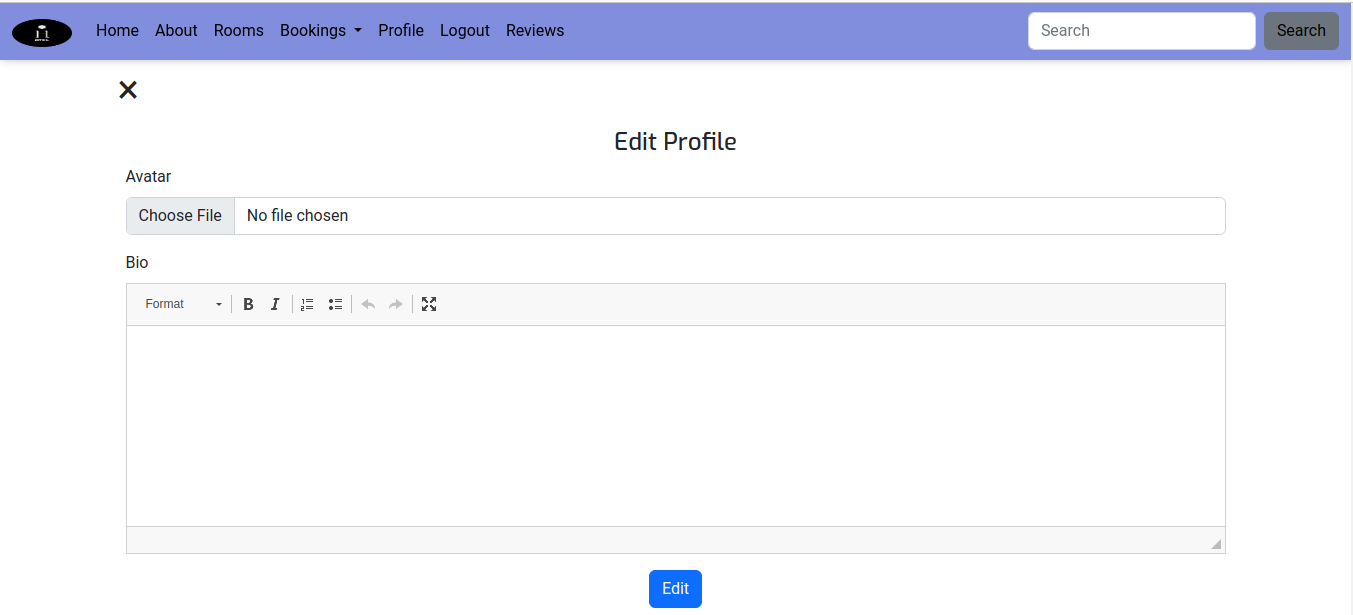 Home About Rooms Bookings Profile Logout Reviews Search Search
Edit Profile
Avatar
Choose File No file chosen
Bio
Format B I
Edit